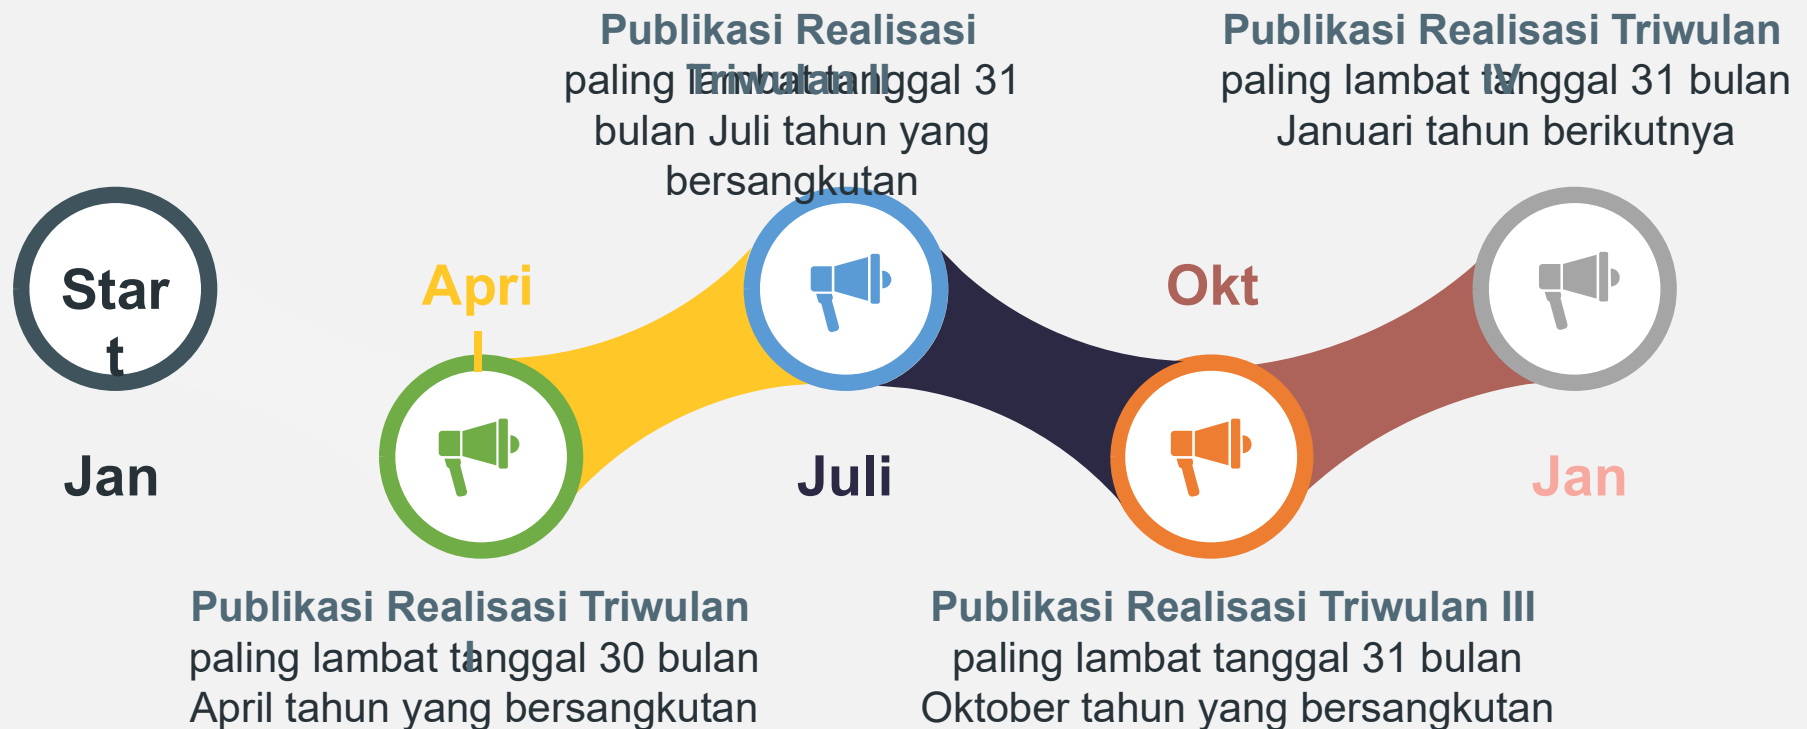 Publikasi Realisasi
Triwulan II
paling lambat tanggal 31
bulan Juli tahun yang
bersangkutan
Publikasi Realisasi Triwulan
IV
paling lambat tanggal 31 bulan
Januari tahun berikutnya
Star
t
Jan
Apri
l
Juli
Okt
Jan
Publikasi Realisasi Triwulan
I
paling lambat tanggal 30 bulan
April tahun yang bersangkutan
Publikasi Realisasi Triwulan III
paling lambat tanggal 31 bulan
Oktober tahun yang bersangkutan